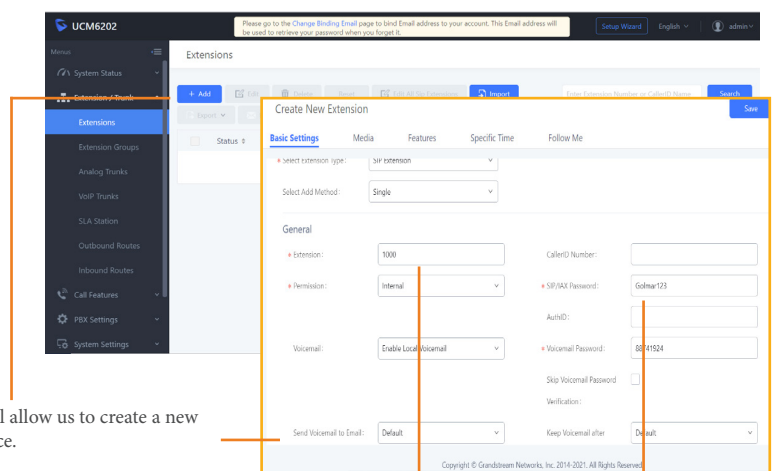 UCM6202
Please go to the Change Binding Email page to bind Email address to your account. This Email address will
be used to retrieve your password when you forget it.
Setup Wizard
English
admin
Menus
Extensions
System Status
Extension / Trunk
+ Add
Edit
Delete
Reset
Edit All Sip Extensions
Import
Enter Extension Number or CallerID Name
Search
Export
Extensions
Status
Extension Groups
Analog Trunks
VoIP Trunks
SLA Station
Outbound Routes
Inbound Routes
Call Features
PBX Settings
System Settings
Create New Extension
Save
Basic Settings
Media
Features
Specific Time
Follow Me
* Select Extension Type :
SIP Extension
Select Add Method :
Single
General
* Extension :
1000
CallerID Number :
* Permission :
Internal
* SIP/IAX Password :
Golmar123
AuthID :
Voicemail :
Enable Local Voicemail
* Voicemail Password :
Skip Voicemail Password
Verification :
Send Voicemail to Email :
Default
Keep Voicemail after
Default
Copyright © Grandstream Networks, Inc. 2014-2021. All Rights Reserved.
l allow us to create a new
ce.